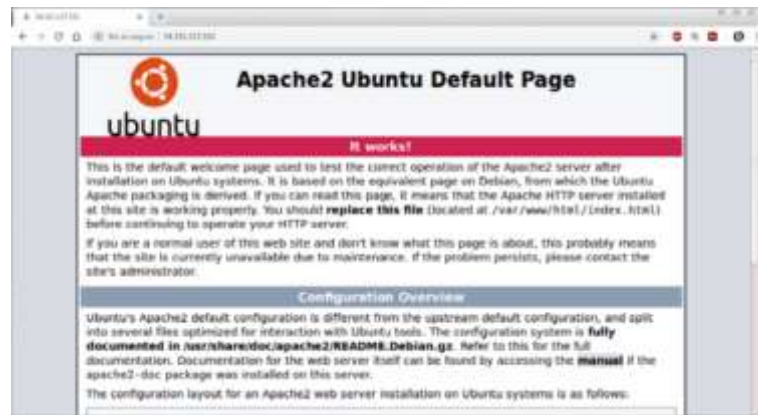 Apache2 Ubuntu Default Page
ubuntu
It works!
This is the default welcome page used to test the correct operation of the Apache2 server after
installation on Ubuntu systems. It is based on the equivalent page on Debian, from which the Ubuntu
Apache packaging is derived. If you can read this page, it means that the Apache HTTP server installed
at this site is working properly. You should replace this file (located at /var/www/html/index.html)
before continuing to operate your HTTP server.
If you are a normal user of this web site and don't know what this page is about, this probably means
that the site is currently unavailable due to maintenance. If the problem persists, please contact the
site's administrator.
Configuration Overview
Ubuntu's Apache2 default configuration is different from the upstream default configuration, and split
into several files optimized for interaction with Ubuntu tools. The configuration system is fully
documented in /usr/share/doc/apache2/README.Debian.gz. Refer to this for the full
documentation. Documentation for the web server itself can be found by accessing the manual if the
apache2-doc package was installed on this server.
The configuration layout for an Apache2 web server installation on Ubuntu systems is as follows: